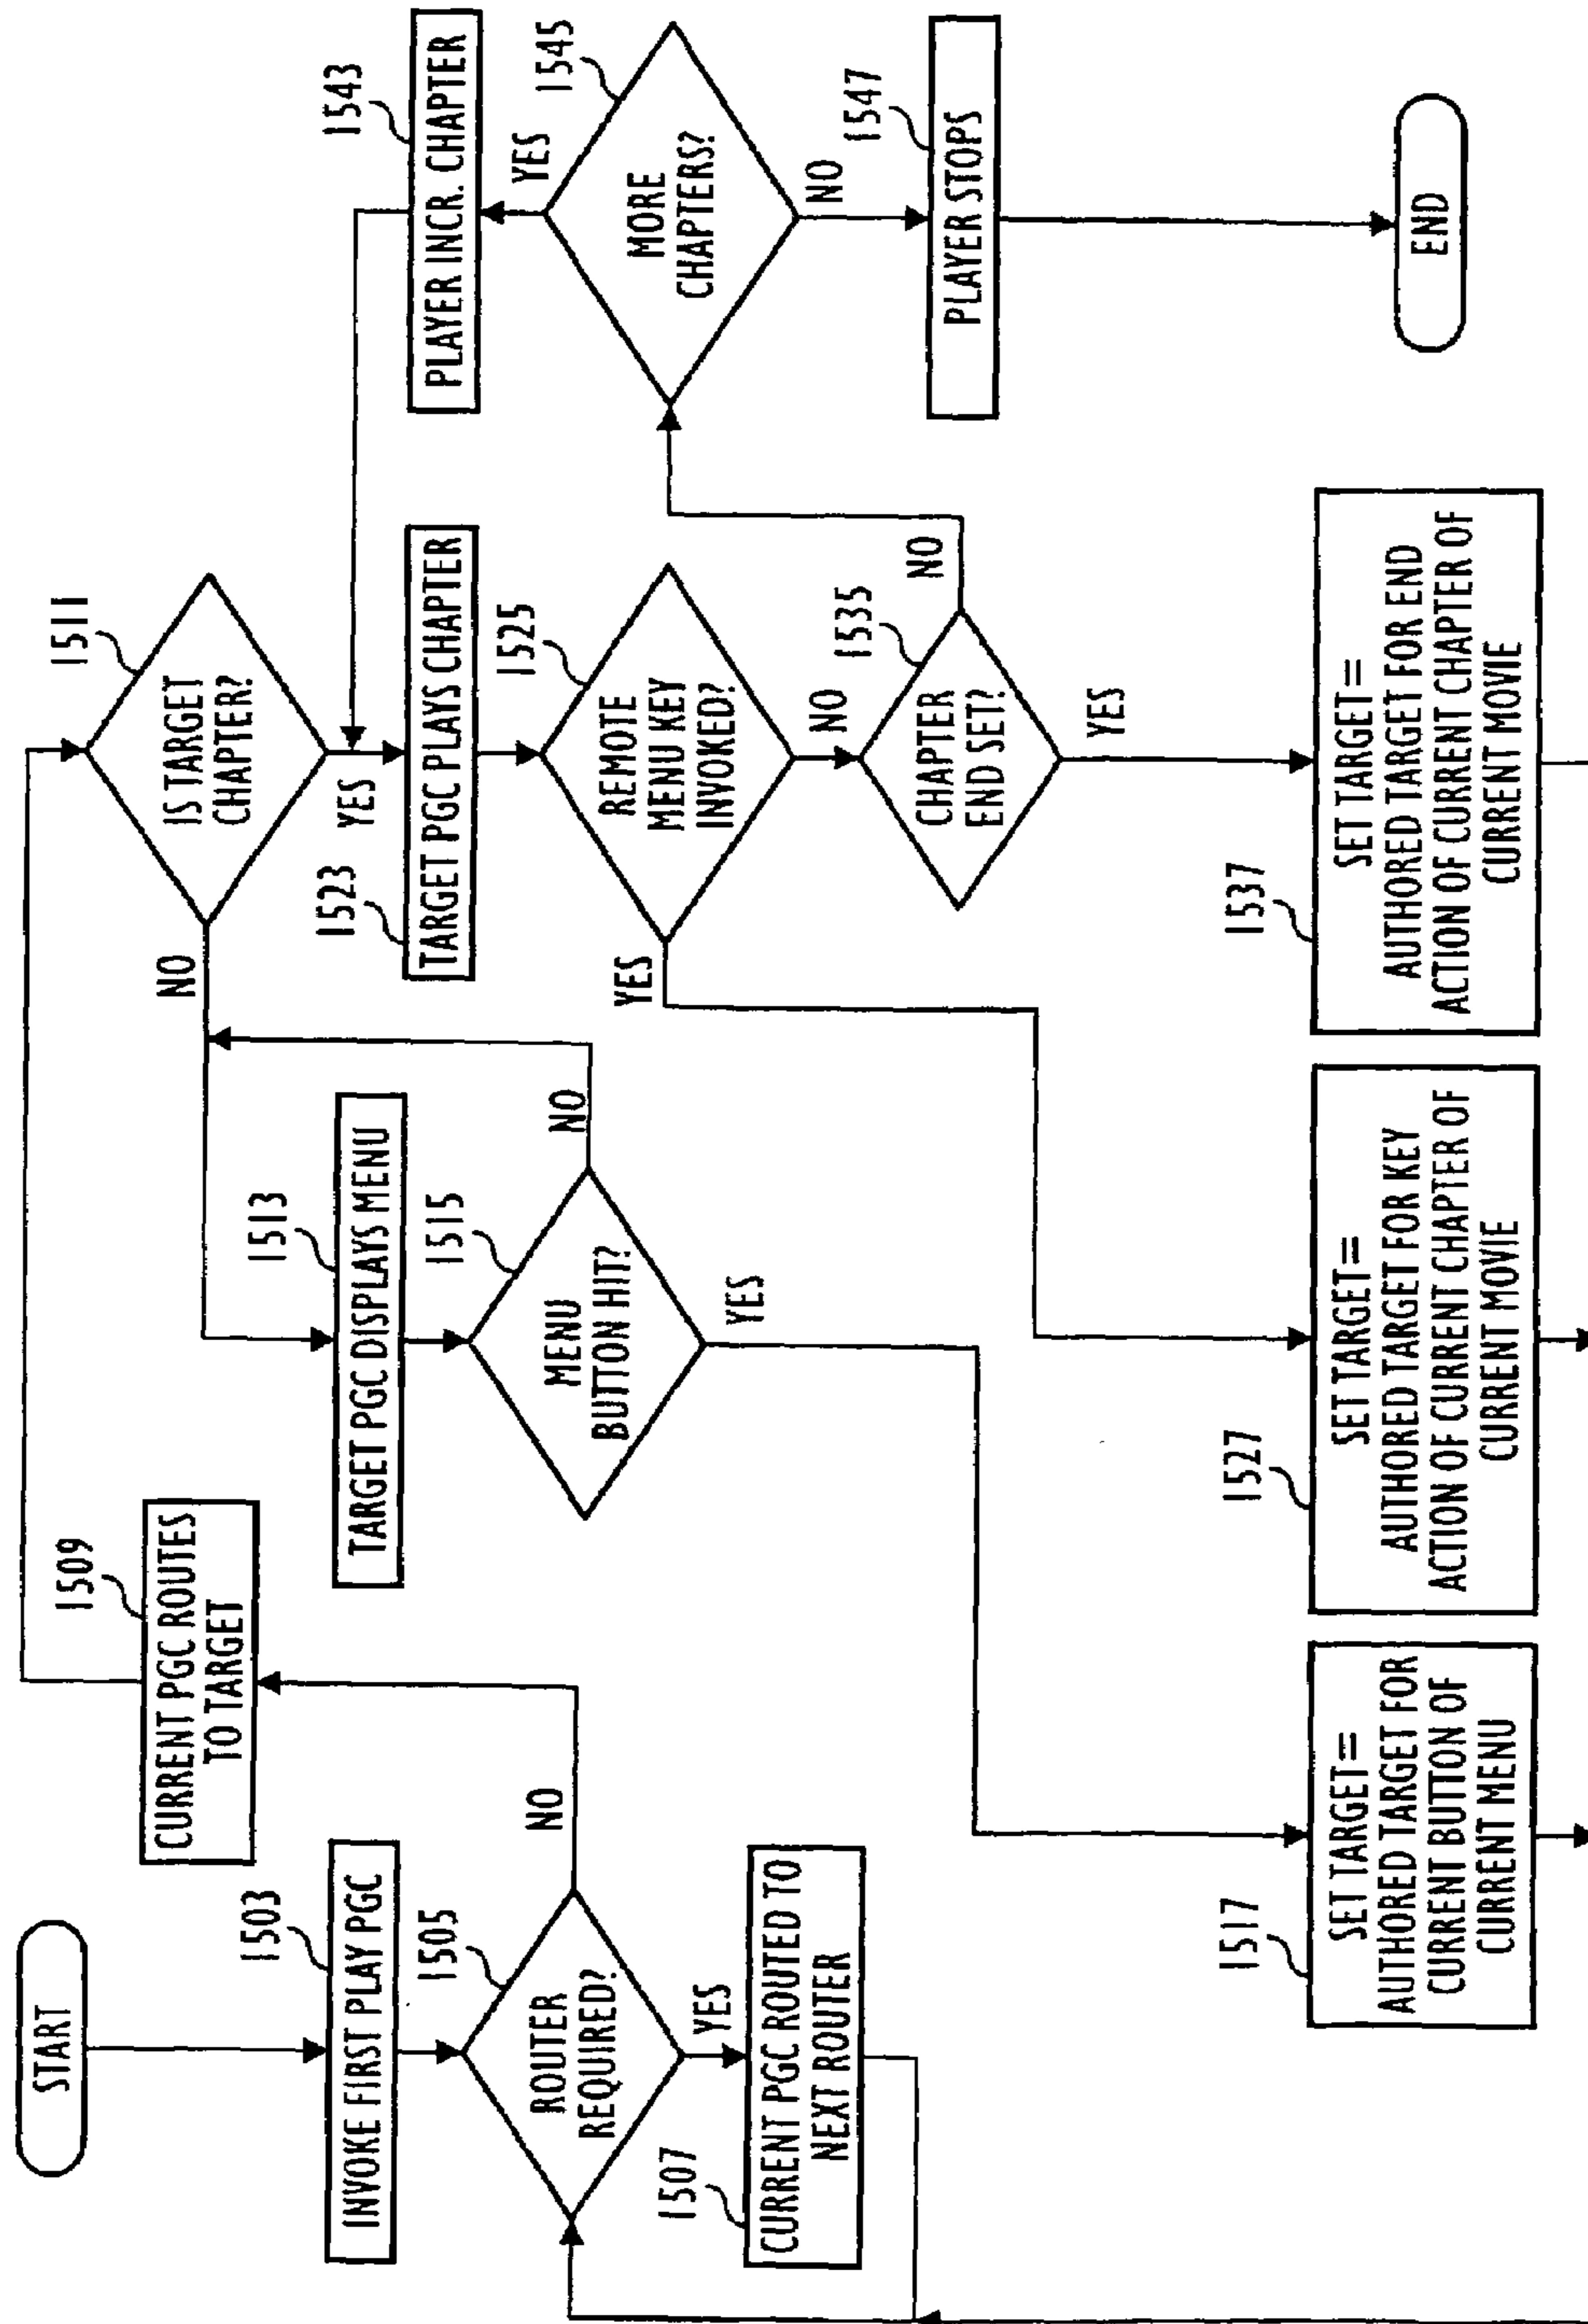 START
1503
INVOKE FIRST PLAY PGC
1505
ROUTER
REQUIRED?
NO
YES
1507
CURRENT PGC ROUTED TO
NEXT ROUTER
1509
CURRENT PGC ROUTES
TO TARGET
1511
IS TARGET
CHAPTER?
NO
YES
1513
TARGET PGC DISPLAYS MENU
1515
MENU
BUTTON HIT?
NO
YES
1517
SET TARGET=
AUTHORED TARGET FOR
CURRENT BUTTON OF
CURRENT MENU
1523
TARGET PGC PLAYS CHAPTER
1525
REMOTE
MENU KEY
INVOKED?
YES
NO
1527
SET TARGET=
AUTHORED TARGET FOR KEY
ACTION OF CURRENT CHAPTER OF
CURRENT MOVIE
1535
CHAPTER
END SET?
NO
YES
1537
SET TARGET=
AUTHORED TARGET FOR END
ACTION OF CURRENT CHAPTER OF
CURRENT MOVIE
1543
PLAYER INCR. CHAPTER
1545
YES
MORE
CHAPTERS?
NO
1547
PLAYER STOPS
END